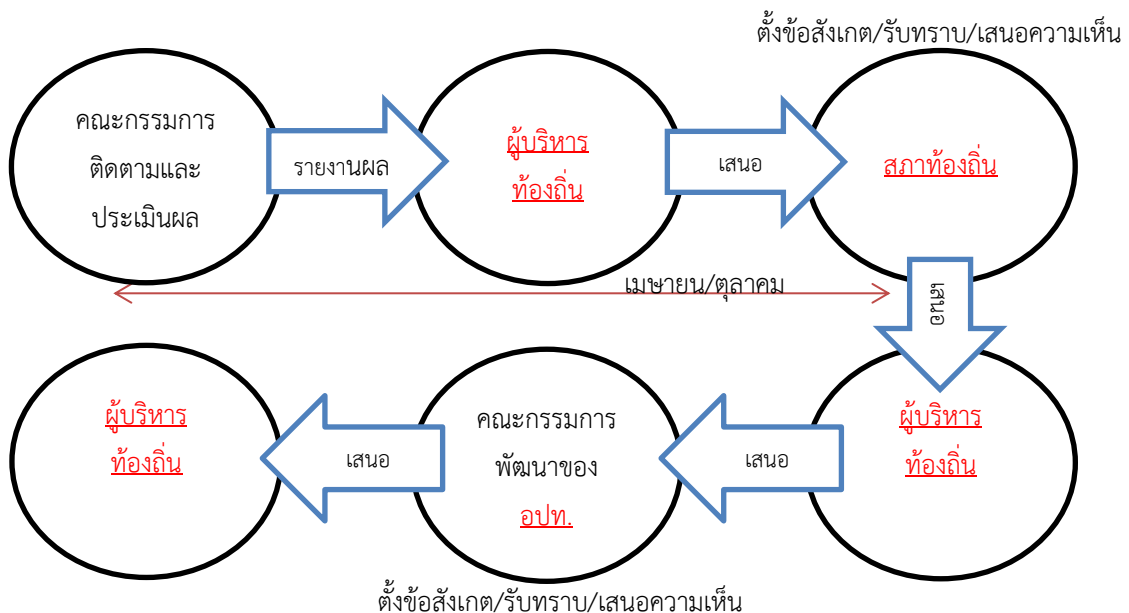 ตั้งข้อสังเกต/รับทราบ/เสนอความเห็น
คณะกรรมการ
ติดตามและ
ประเมินผล
รายงานผล
ผู้บริหาร
ท้องถิ่น
เสนอ
สภาท้องถิ่น
เมษายน/ตุลาคม
เสนอ
ผู้บริหาร
ท้องถิ่น
เสนอ
คณะกรรมการ
พัฒนาของ
อปท.
เสนอ
ผู้บริหาร
ท้องถิ่น
ตั้งข้อสังเกต/รับทราบ/เสนอความเห็น